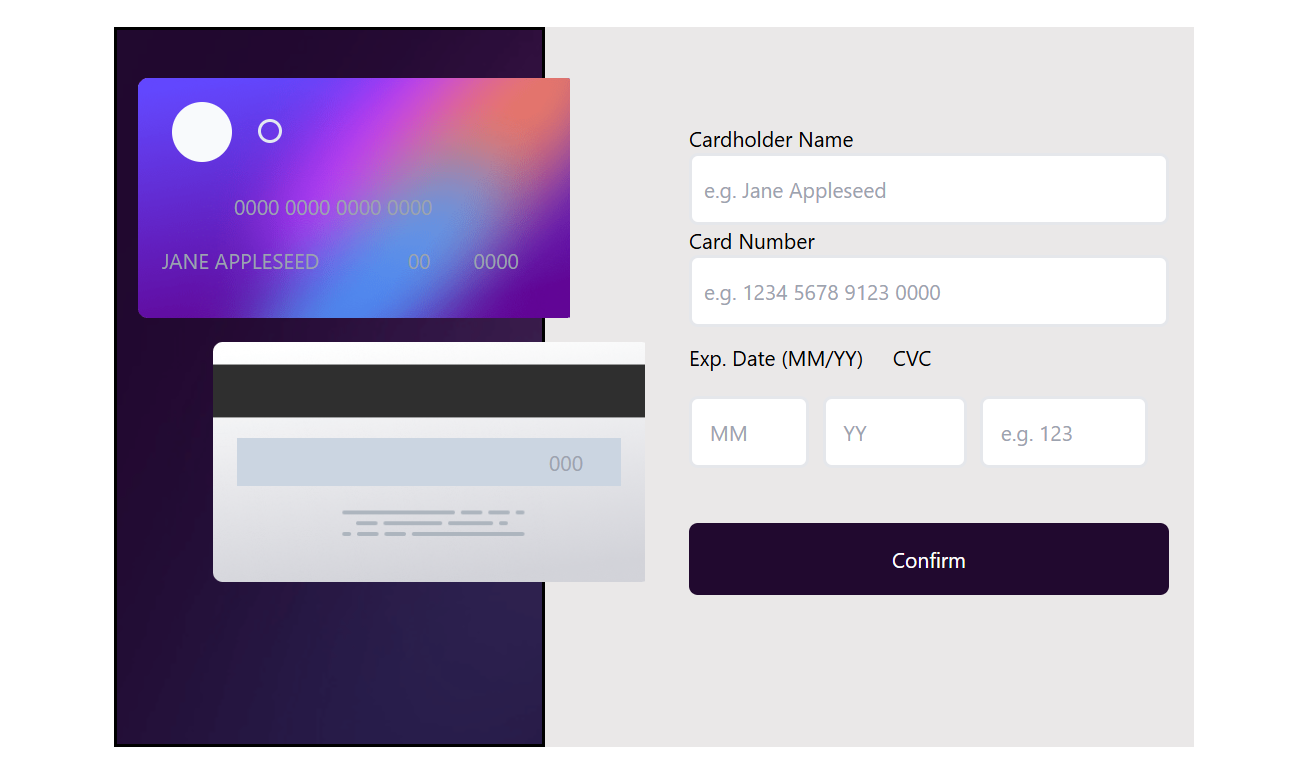 0000 0000 0000 0000
JANE APPLESEED 00 0000
000
Cardholder Name
e.g. Jane Appleseed
Card Number
e.g. 1234 5678 9123 0000
Exp. Date (MM/YY) CVC
MM YY e.g. 123
Confirm